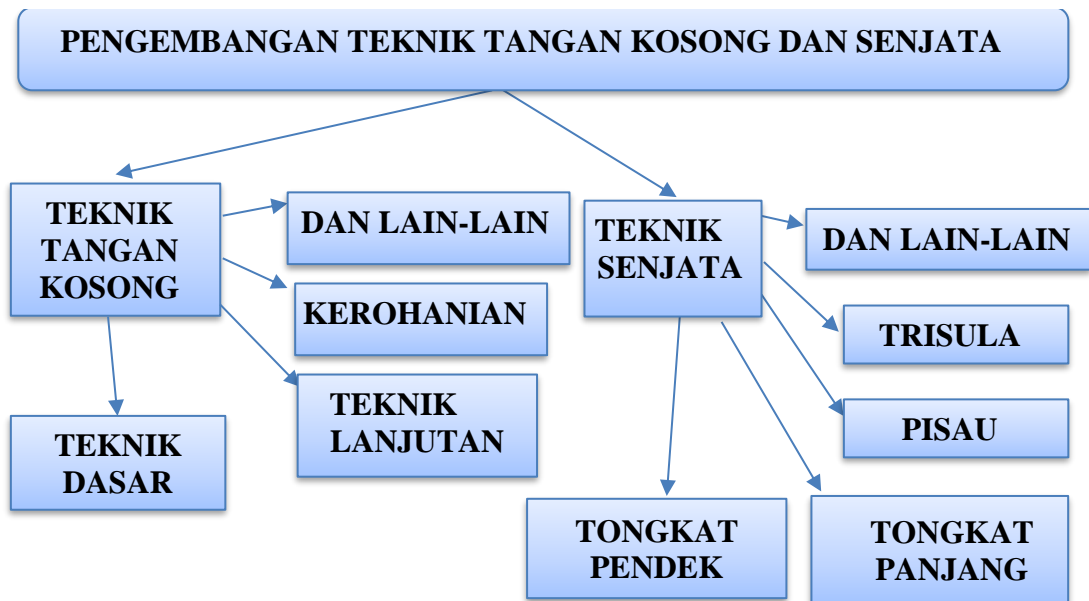 PENGEMBANGAN TEKNIK TANGAN KOSONG DAN SENJATA
TEKNIK
TANGAN
KOSONG
DAN LAIN-LAIN
KEROHANIAN
TEKNIK
LANJUTAN
TEKNIK
DASAR
TEKNIK
SENJATA
DAN LAIN-LAIN
TRISULA
PISAU
TONGKAT
PENDEK
TONGKAT
PANJANG